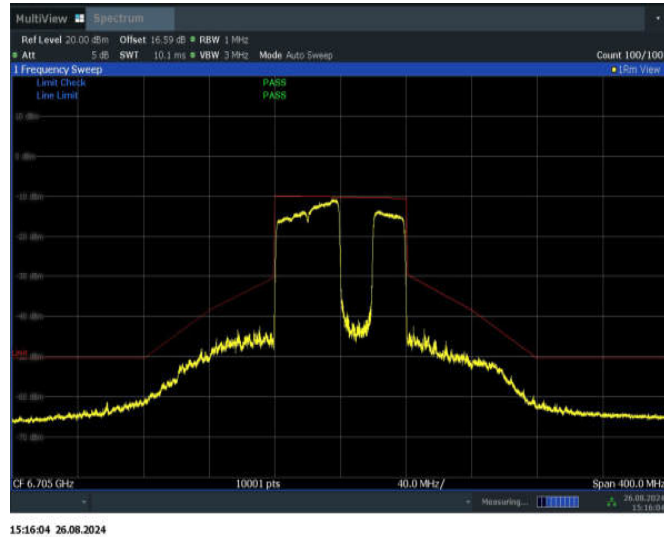 MultiView Spectrum
Ref Level 20.00 dBm Offset 16.59 dB RBW 1 MHz
Att 5 dB SWT 10.1 ms VBW 3 MHz Mode Auto Sweep Count 100/100
1 Frequency Sweep 1Rm View
Limit Check PASS
Line Limit PASS
10 dBm
0 dBm
-10 dBm
-30 dBm
-40 dBm
-60 dBm
-70 dBm
CF 6.705 GHz 10001 pts 40.0 MHz/ Span 400.0 MHz
Measuring... 26.08.2024
15:16:04
15:16:04 26.08.2024